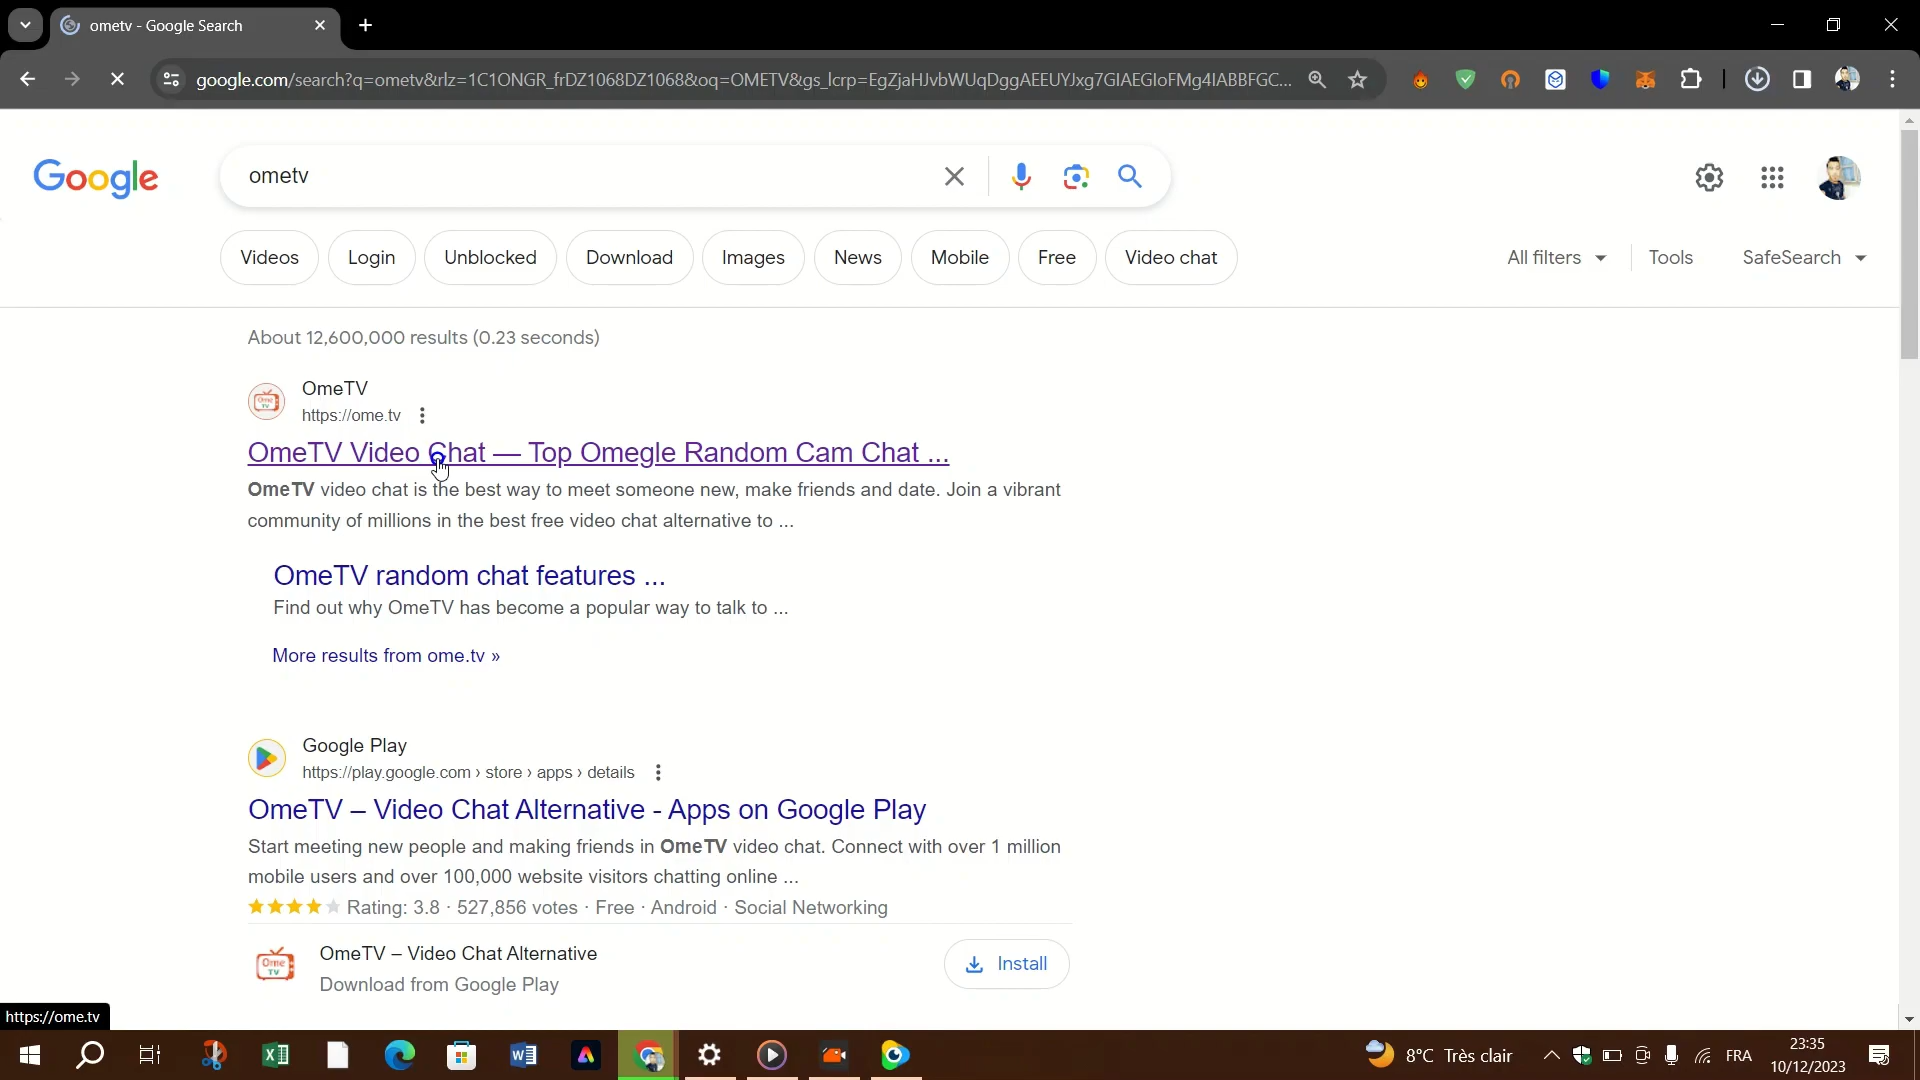 ometv - Google Search
google.com/search?q=ometv&rlz=1C1ONGR_frDZ1068DZ1068&oq=OMETV&gs_lcrp=EgZjaHJvbWUqDggAEEUYJxg7GIAEGIoFMg4IABBFGC...
Google
ometv
Videos
Login
Unblocked
Download
Images
News
Mobile
Free
Video chat
All filters
Tools
SafeSearch
About 12,600,000 results (0.23 seconds)
OmeTV
https://ome.tv
OmeTV Video Chat — Top Omegle Random Cam Chat ...
OmeTV video chat is the best way to meet someone new, make friends and date. Join a vibrant
community of millions in the best free video chat alternative to ...
OmeTV random chat features ...
Find out why OmeTV has become a popular way to talk to ...
More results from ome.tv »
Google Play
https://play.google.com › store › apps › details
OmeTV – Video Chat Alternative - Apps on Google Play
Start meeting new people and making friends in OmeTV video chat. Connect with over 1 million
mobile users and over 100,000 website visitors chatting online ...
Rating: 3.8 · 527,856 votes · Free · Android · Social Networking
Ome
TV
OmeTV – Video Chat Alternative
Install
Download from Google Play
https://ome.tv
8°C Très clair
FRA
23:35
10/12/2023